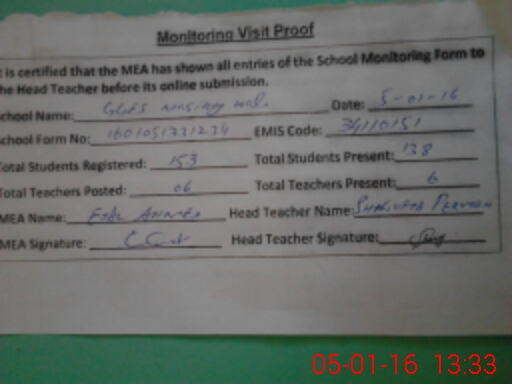 Monitoring Visit Proof
t is certified that the MEA has shown all entries of the School Monitoring Form to
the Head Teacher before its online submission.
School Name: GGPS Date: 5-01-16
School Form No: EMIS Code: 34110151
Total Students Registered: 153 Total Students Present: 138
Total Teachers Posted: 06 Total Teachers Present: 6
MEA Name: Head Teacher Name: Perveen
MEA Signature: Head Teacher Signature:
05-01-16 13:33